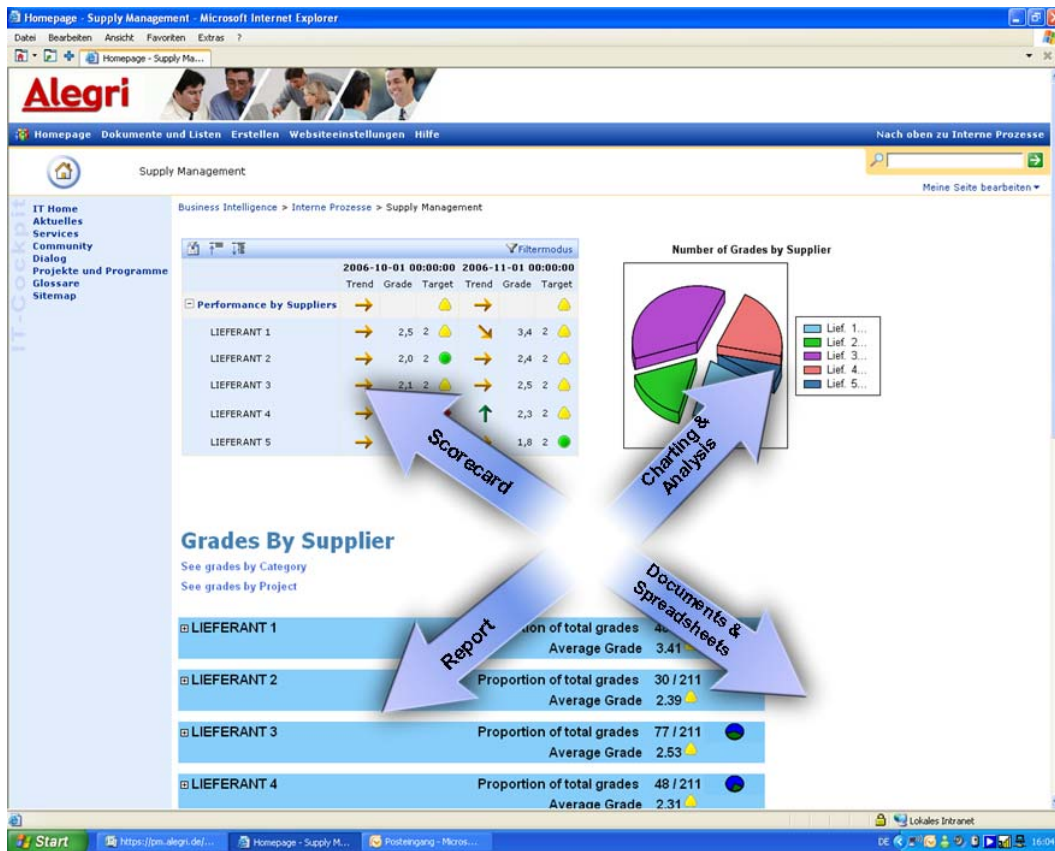 Homepage - Supply Management - Microsoft Internet Explorer
Datei Bearbeiten Ansicht Favoriten Extras ?
Homepage - Supply Ma...
Alegri
Homepage Dokumente und Listen Erstellen Websiteeinstellungen Hilfe Nach oben zu Interne Prozesse
Supply Management
Meine Seite bearbeiten
IT-Cockpit
IT Home
Aktuelles
Services
Community
Dialog
Projekte und Programme
Glossare
Sitemap
Business Intelligence > Interne Prozesse > Supply Management
Filtermodus
2006-10-01 00:00:00 2006-11-01 00:00:00
Trend Grade Target Trend Grade Target
Performance by Suppliers
LIEFERANT 1 2,5 2 3,4 2
LIEFERANT 2 2,0 2 2,4 2
LIEFERANT 3 2,1 2 2,5 2
LIEFERANT 4 2,3 2
LIEFERANT 5 1,8 2
Number of Grades by Supplier
Lief. 1...
Lief. 2...
Lief. 3...
Lief. 4...
Lief. 5...
Scorecard
Charting &
Analysis
Report
Documents &
Spreadsheets
Grades By Supplier
See grades by Category
See grades by Project
LIEFERANT 1 of total grades
Average Grade 3.41
LIEFERANT 2 Proportion of total grades 30 / 211
Average Grade 2.39
LIEFERANT 3 Proportion of total grades 77 / 211
Average Grade 2.53
LIEFERANT 4 Proportion of total grades 48 / 211
Average Grade 2.31
Lokales Intranet
Start https://pm.alegri.de/... Homepage - Supply M... Posteingang - Micros... DE 16:04